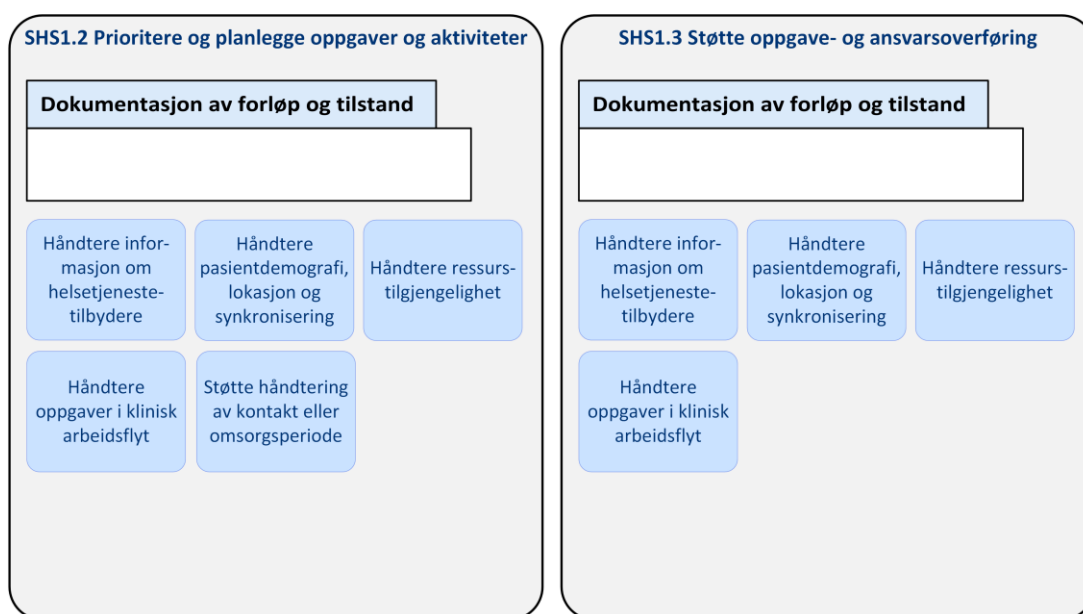 SHS1.2 Prioritere og planlegge oppgaver og aktiviteter
Dokumentasjon av forløp og tilstand
Håndtere infor-
masjon om
helsetjeneste-
tilbydere
Håndtere
pasientdemografi,
lokasjon og
synkronisering
Håndtere ressurs-
tilgjengelighet
Håndtere
oppgaver i klinisk
arbeidsflyt
Støtte håndtering
av kontakt eller
omsorgsperiode
SHS1.3 Støtte oppgave- og ansvarsoverføring
Dokumentasjon av forløp og tilstand
Håndtere infor-
masjon om
helsetjeneste-
tilbydere
Håndtere
pasientdemografi,
lokasjon og
synkronisering
Håndtere ressurs-
tilgjengelighet
Håndtere
oppgaver i klinisk
arbeidsflyt